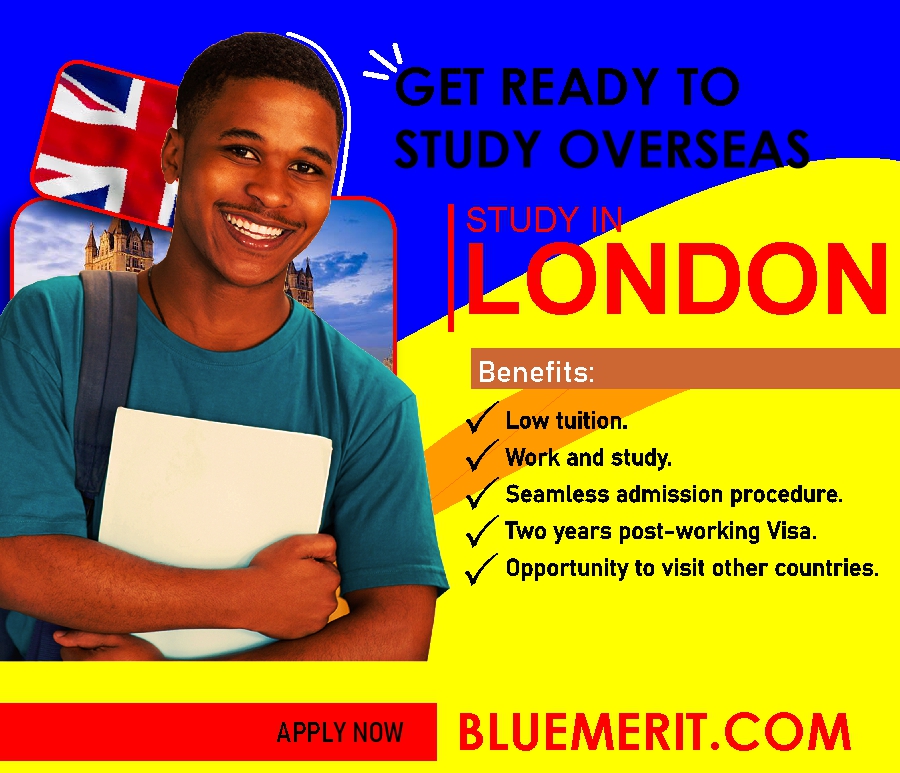 GET READY TO
STUDY OVERSEAS
STUDY IN
LONDON
Benefits:
Low tuition.
Work and study.
Seamless admission procedure.
Two years post-working Visa.
Opportunity to visit other countries.
APPLY NOW
BLUEMERIT.COM